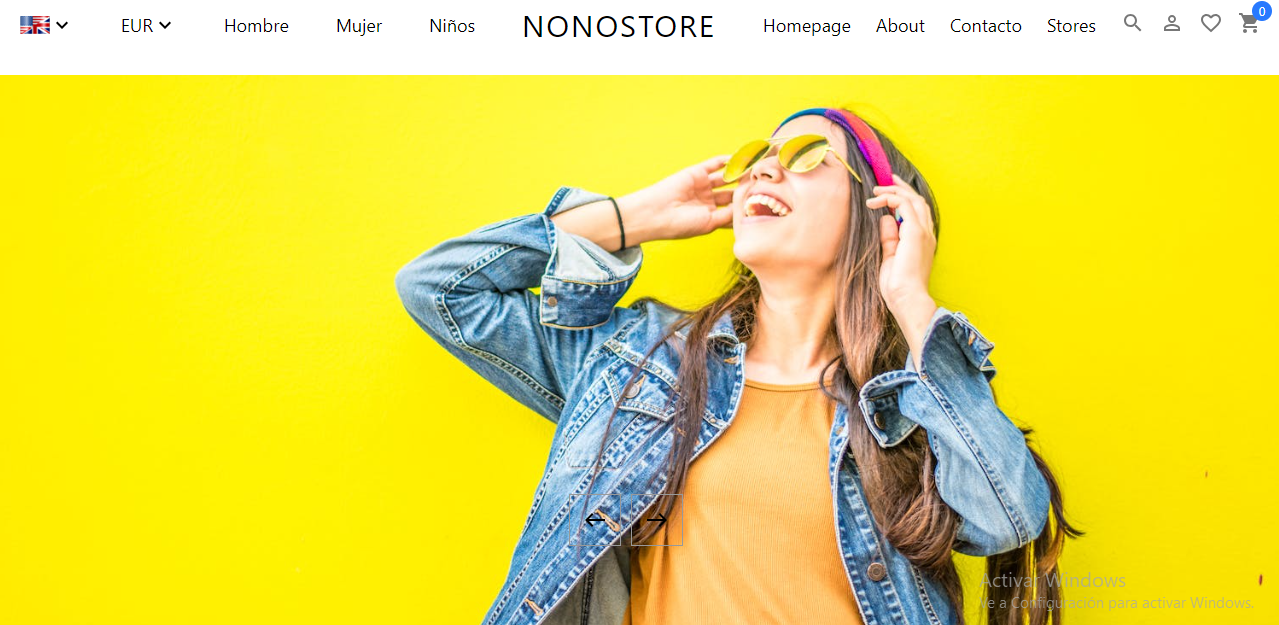 EUR
Hombre
Mujer
Niños
NONOSTORE
Homepage
About
Contacto
Stores
0
Activar Windows
Ve a Configuración para activar Windows.